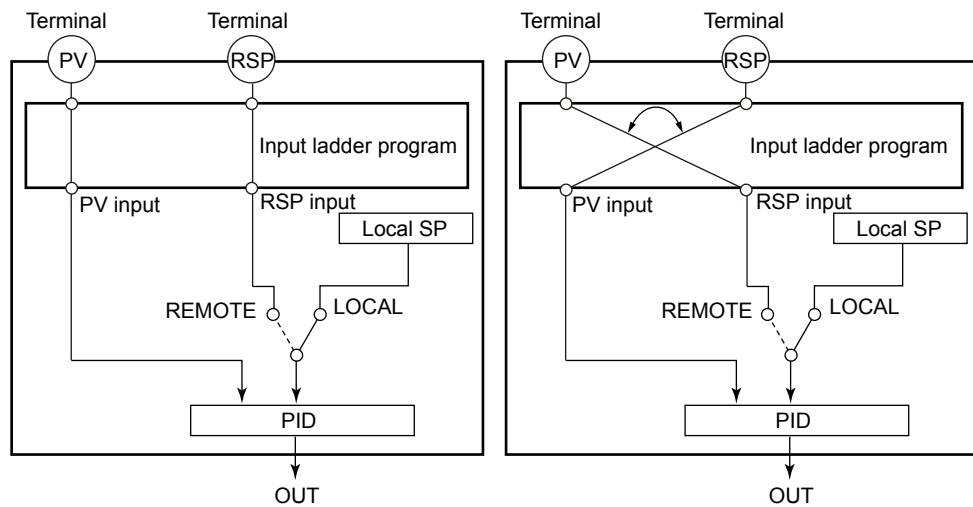 Terminal
Terminal
PV
RSP
Input ladder program
PV input
RSP input
Local SP
REMOTE
LOCAL
PID
OUT
Terminal
Terminal
PV
RSP
Input ladder program
PV input
RSP input
Local SP
REMOTE
LOCAL
PID
OUT